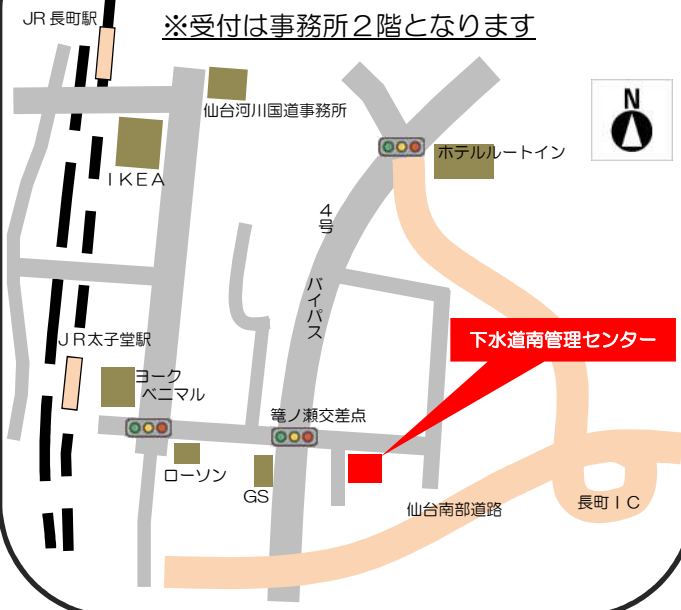 JR 長町駅
※受付は事務所２階となります
仙台河川国道事務所
N
ＩＫＥＡ
ホテルルートイン
４号
バイパス
ＪＲ太子堂駅
下水道南管理センター
ヨーク
ベニマル
篭ノ瀬交差点
ローソン
GS
仙台南部道路
長町ＩＣ